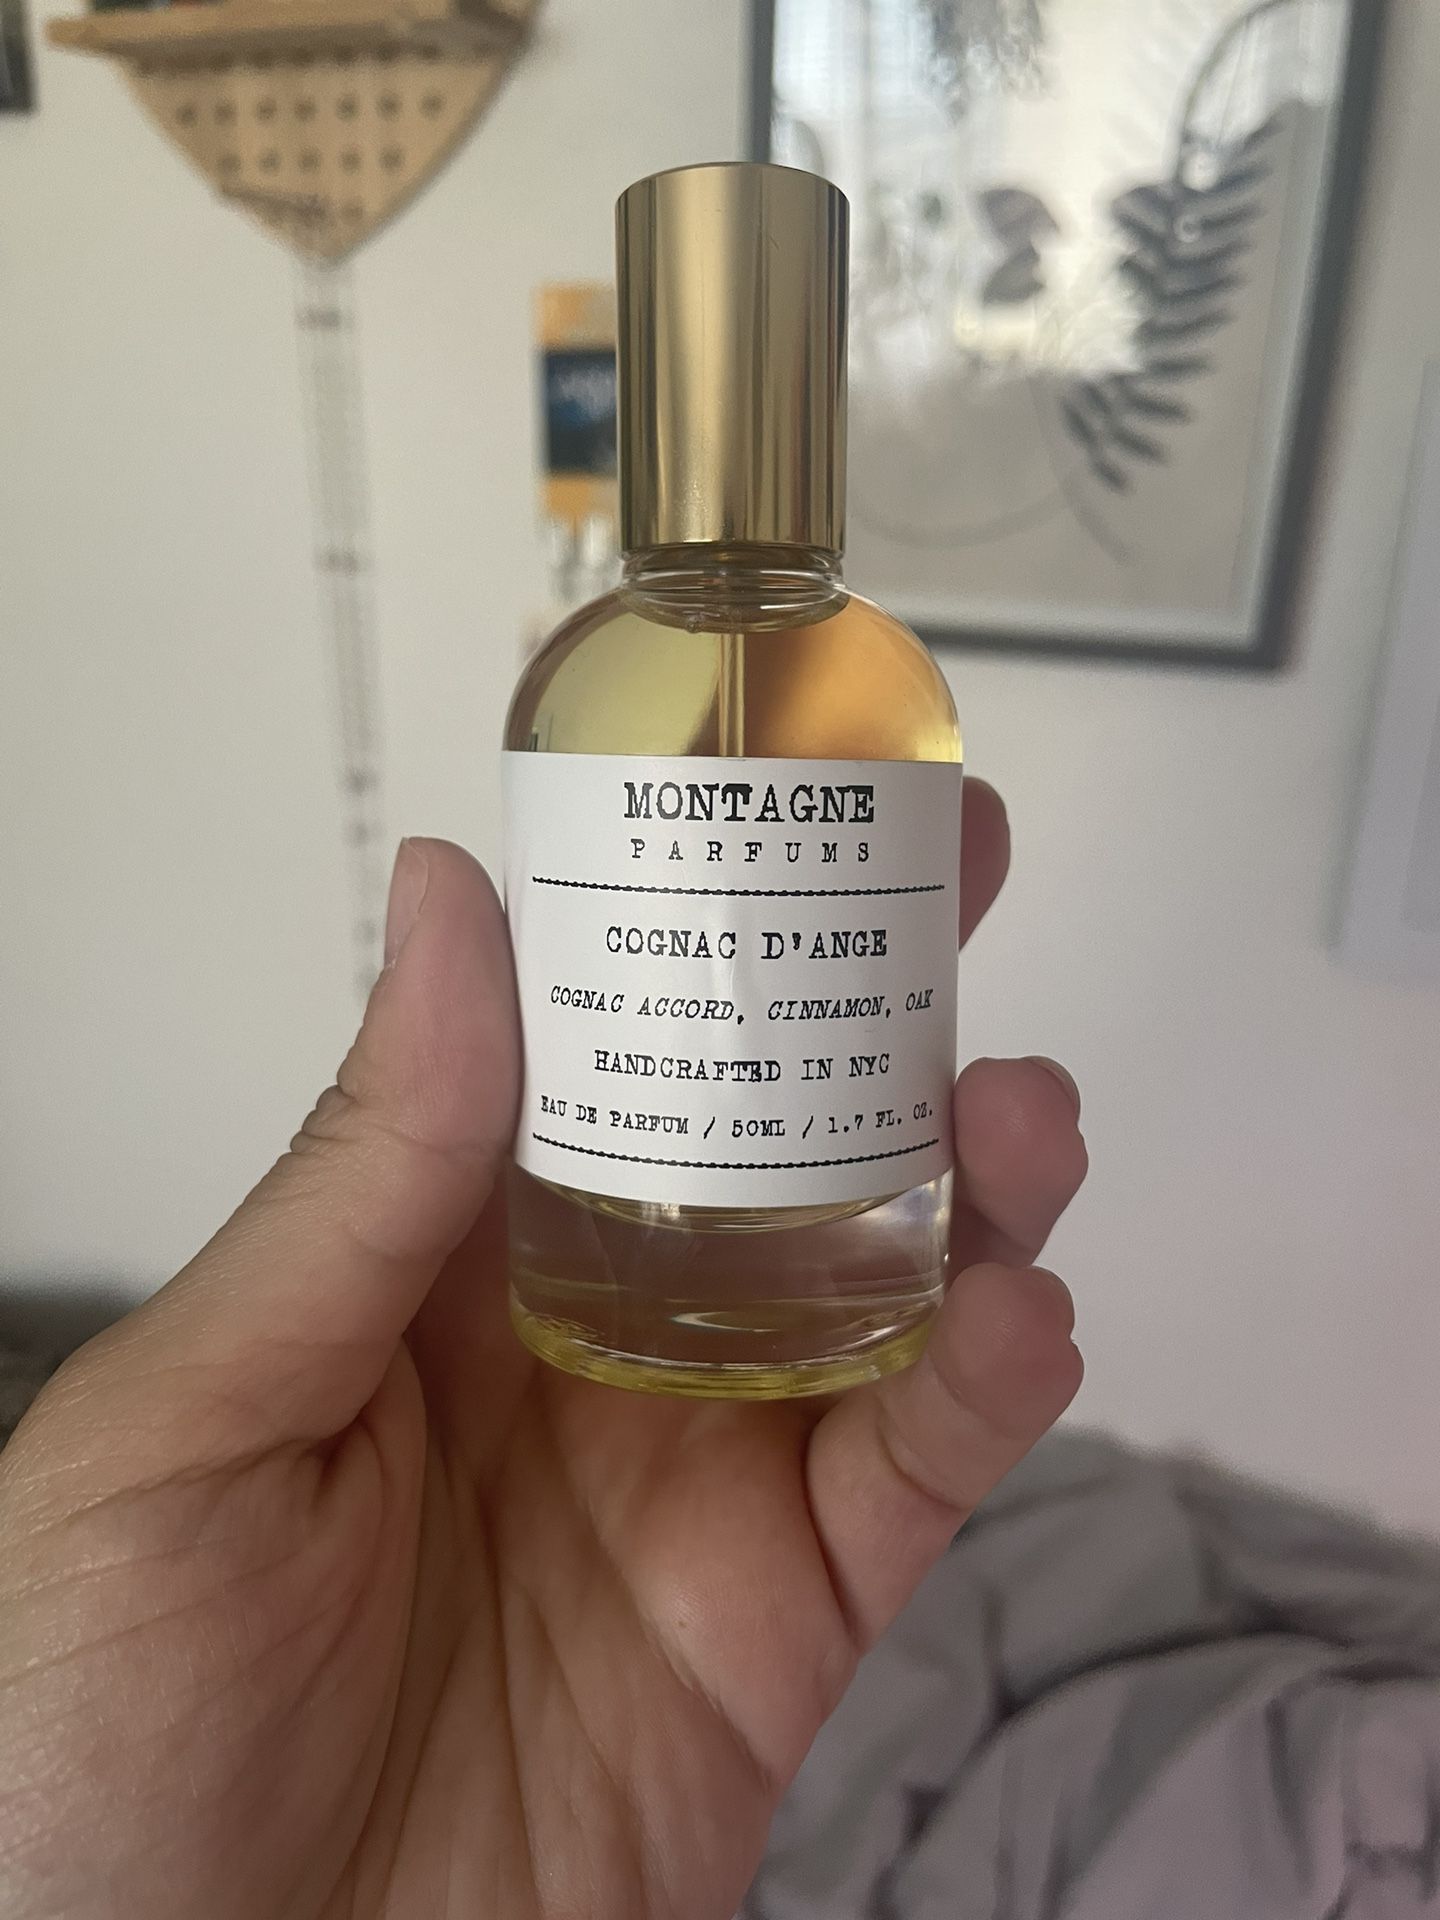 MONTAGNE
PARFUMS
COGNAC D'ANGE
COGNAC ACCORD, CINNAMON, OAK
HANDCRAFTED IN NYC
EAU DE PARFUM / 50ML / 1.7 FL. OZ.